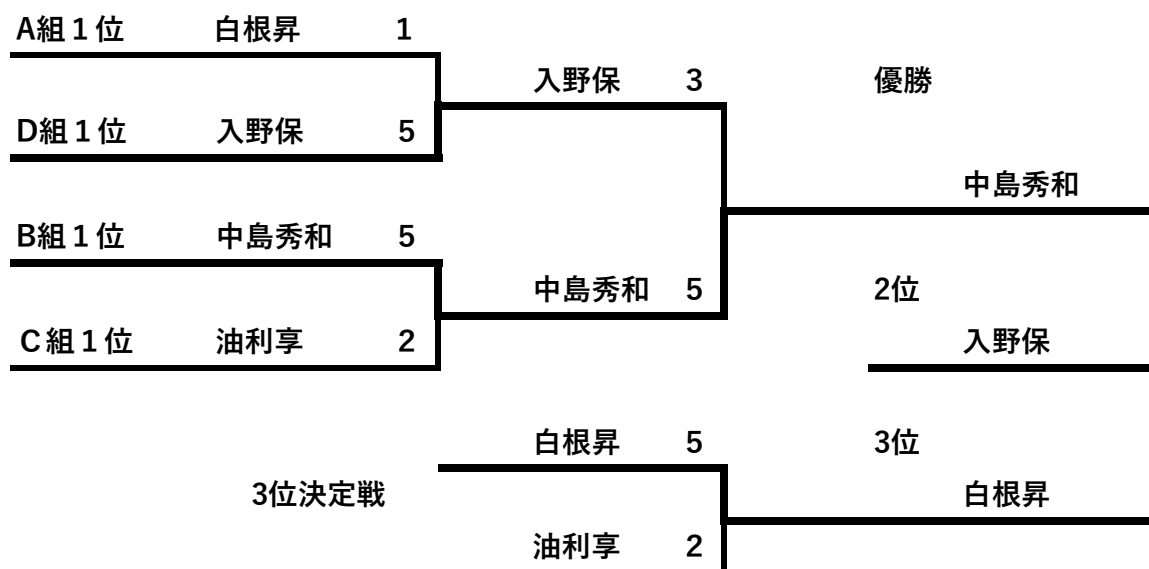 A組１位 白根昇 1
入野保 3 優勝
D組１位 入野保 5
中島秀和
B組１位 中島秀和 5
中島秀和 5 2位
C組１位 油利享 2 入野保
白根昇 5 3位
3位決定戦 白根昇
油利享 2